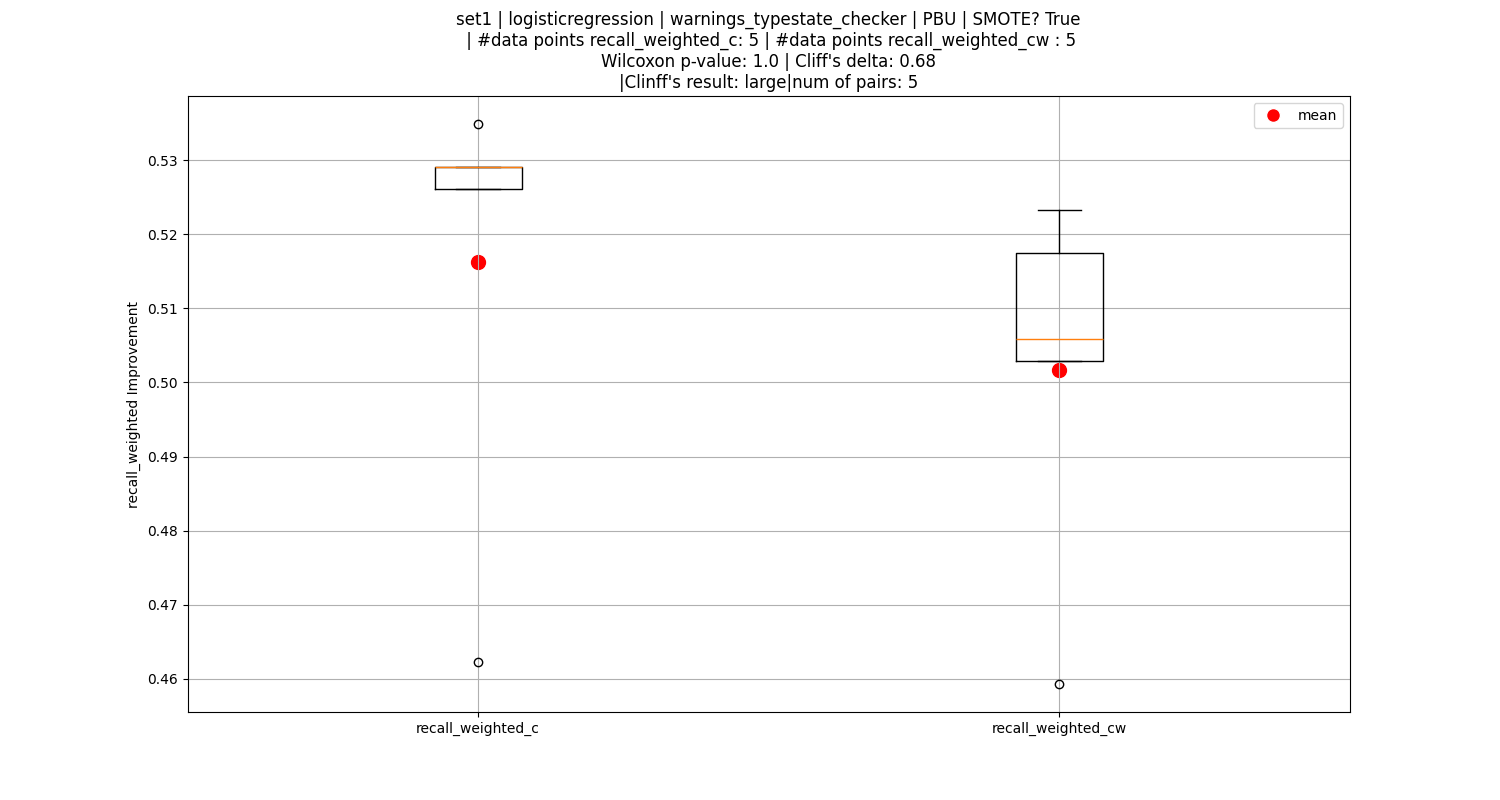 set1 | logisticregression | warnings_typestate_checker | PBU | SMOTE? True
| #data points recall_weighted_c: 5 | #data points recall_weighted_cw : 5
Wilcoxon p-value: 1.0 | Cliff's delta: 0.68
|Clinff's result: large|num of pairs: 5
mean
0.53
0.52
0.51
0.50
0.49
0.48
0.47
0.46
recall_weighted Improvement
recall_weighted_c
recall_weighted_cw